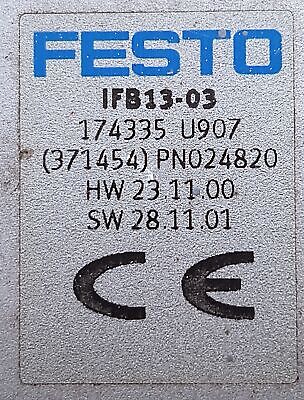 FESTO
IFB13-03
174335 U907
(371454) PN024820
HW 23.11.00
SW 28.11.01
CE